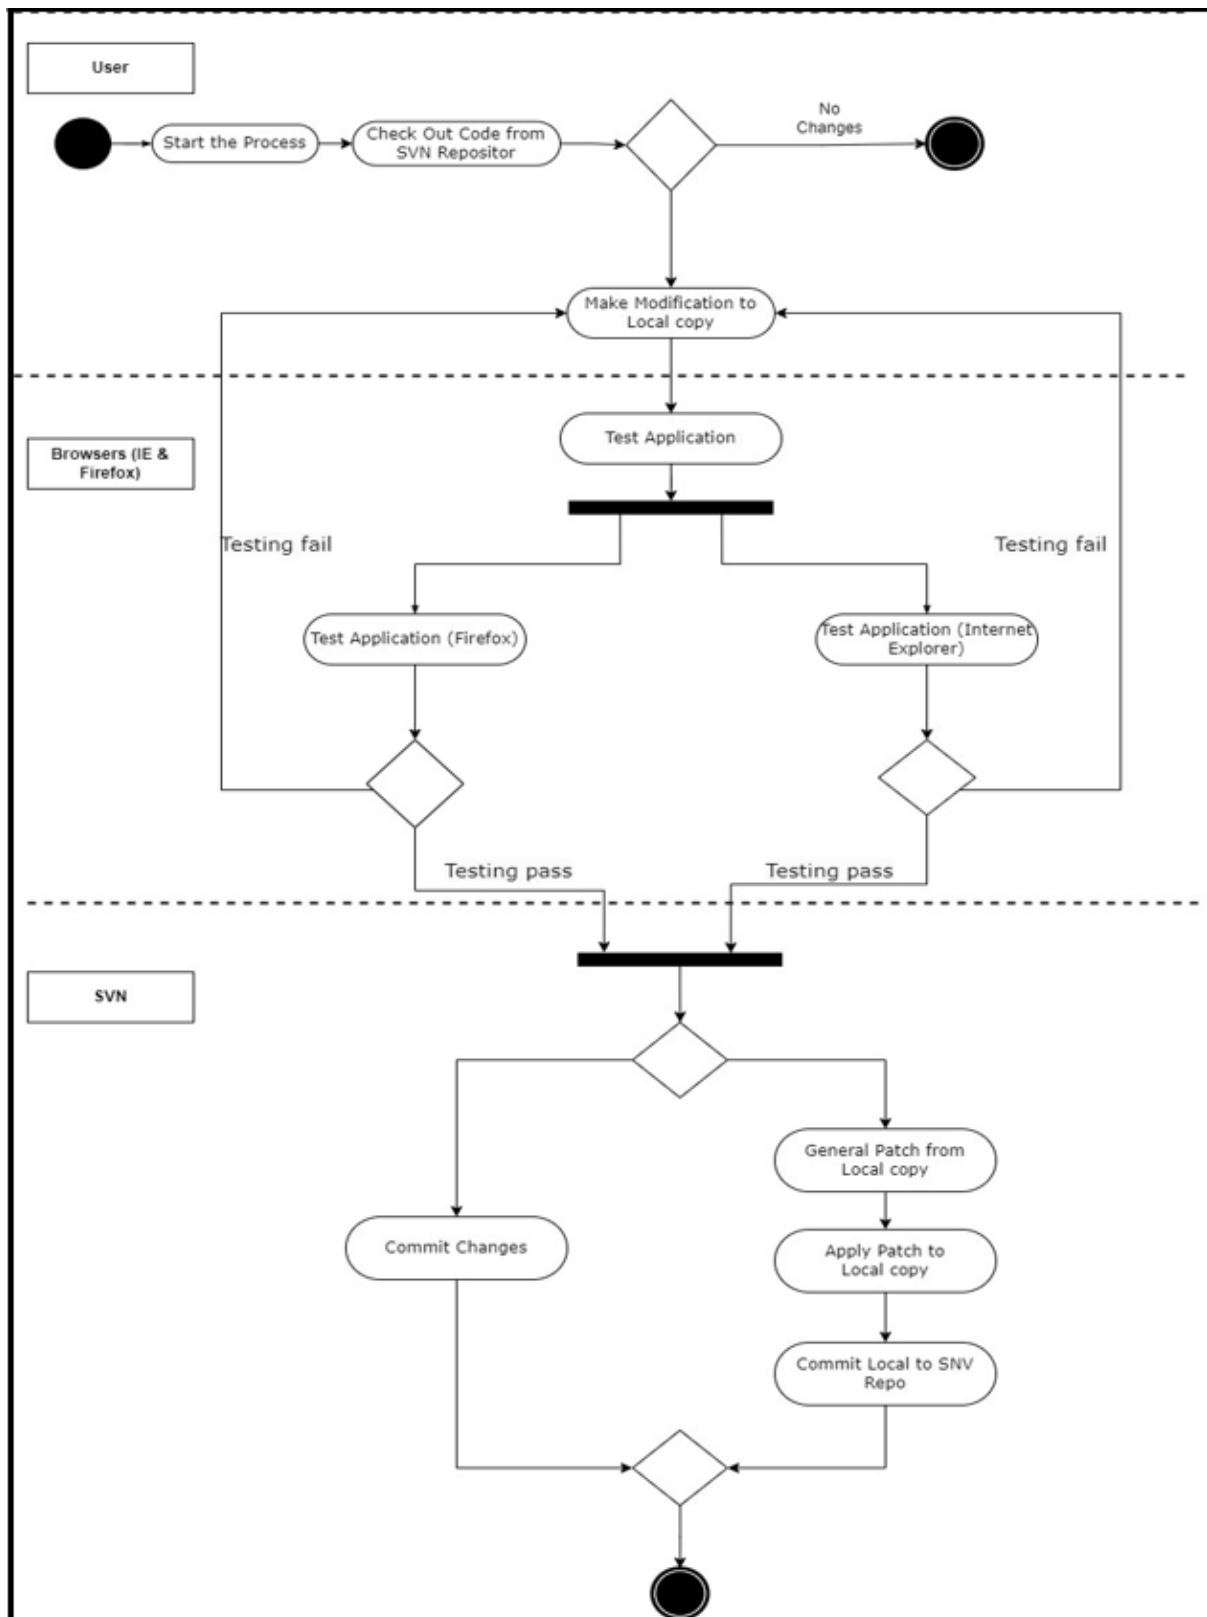 User
Start the Process
Check Out Code from
SVN Repositor
No
Changes
Make Modification to
Local copy
Browsers (IE &
Firefox)
Test Application
Testing fail
Testing fail
Test Application (Firefox)
Test Application (Internet
Explorer)
Testing pass
Testing pass
SVN
General Patch from
Local copy
Commit Changes
Apply Patch to
Local copy
Commit Local to SNV
Repo